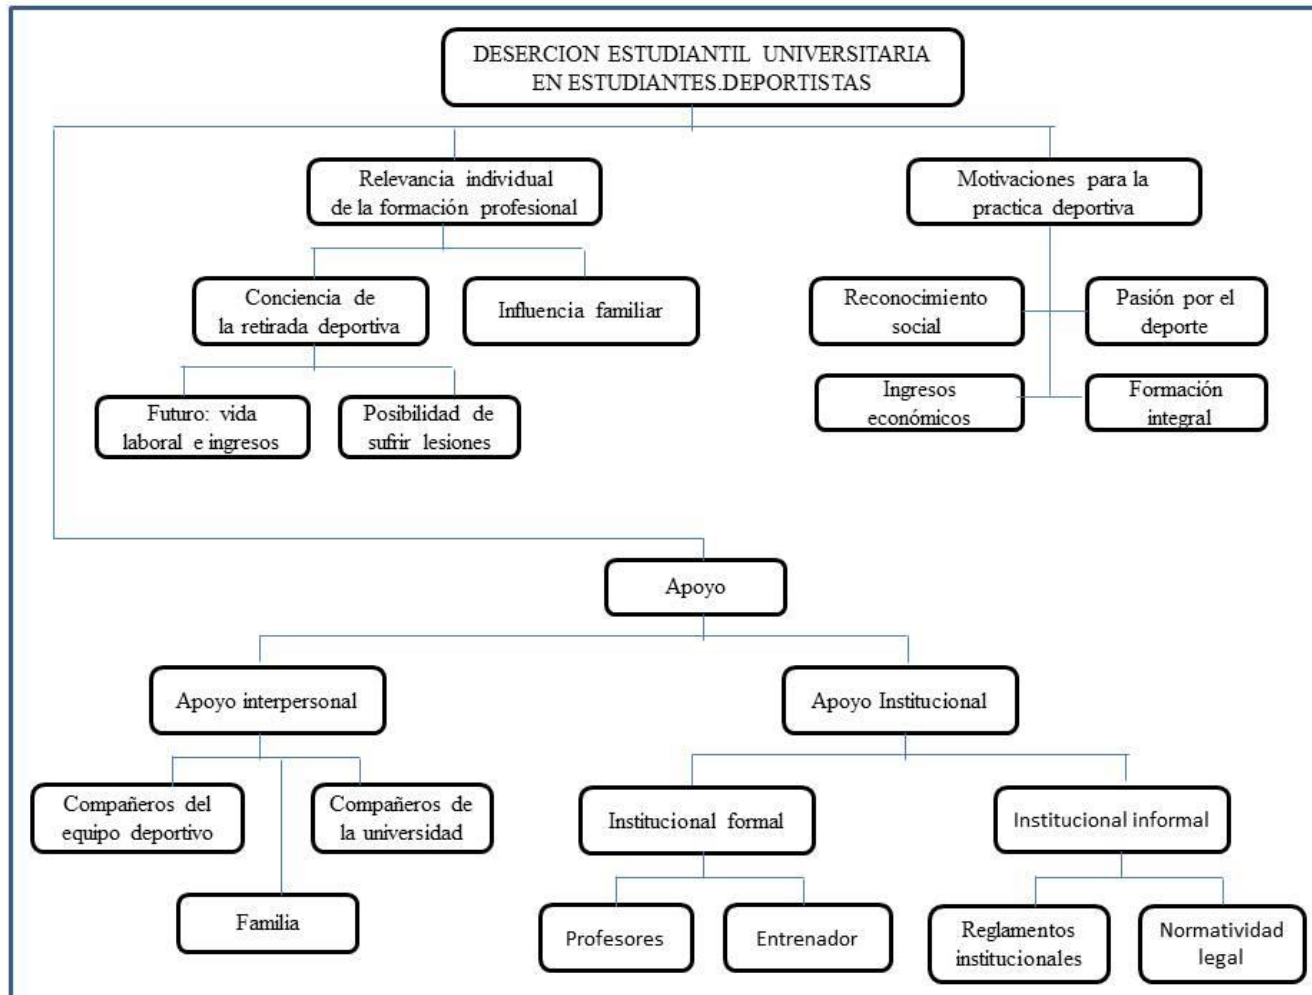 DESERCION ESTUDIANTIL UNIVERSITARIA
EN ESTUDIANTES.DEPORTISTAS
Relevancia individual
de la formación profesional
Motivaciones para la
practica deportiva
Conciencia de
la retirada deportiva
Influencia familiar
Reconocimiento
social
Pasión por el
deporte
Futuro: vida
laboral e ingresos
Posibilidad de
sufrir lesiones
Ingresos
económicos
Formación
integral
Apoyo
Apoyo interpersonal
Apoyo Institucional
Compañeros del
equipo deportivo
Compañeros de
la universidad
Familia
Institucional formal
Institucional informal
Profesores
Entrenador
Reglamentos
institucionales
Normatividad
legal